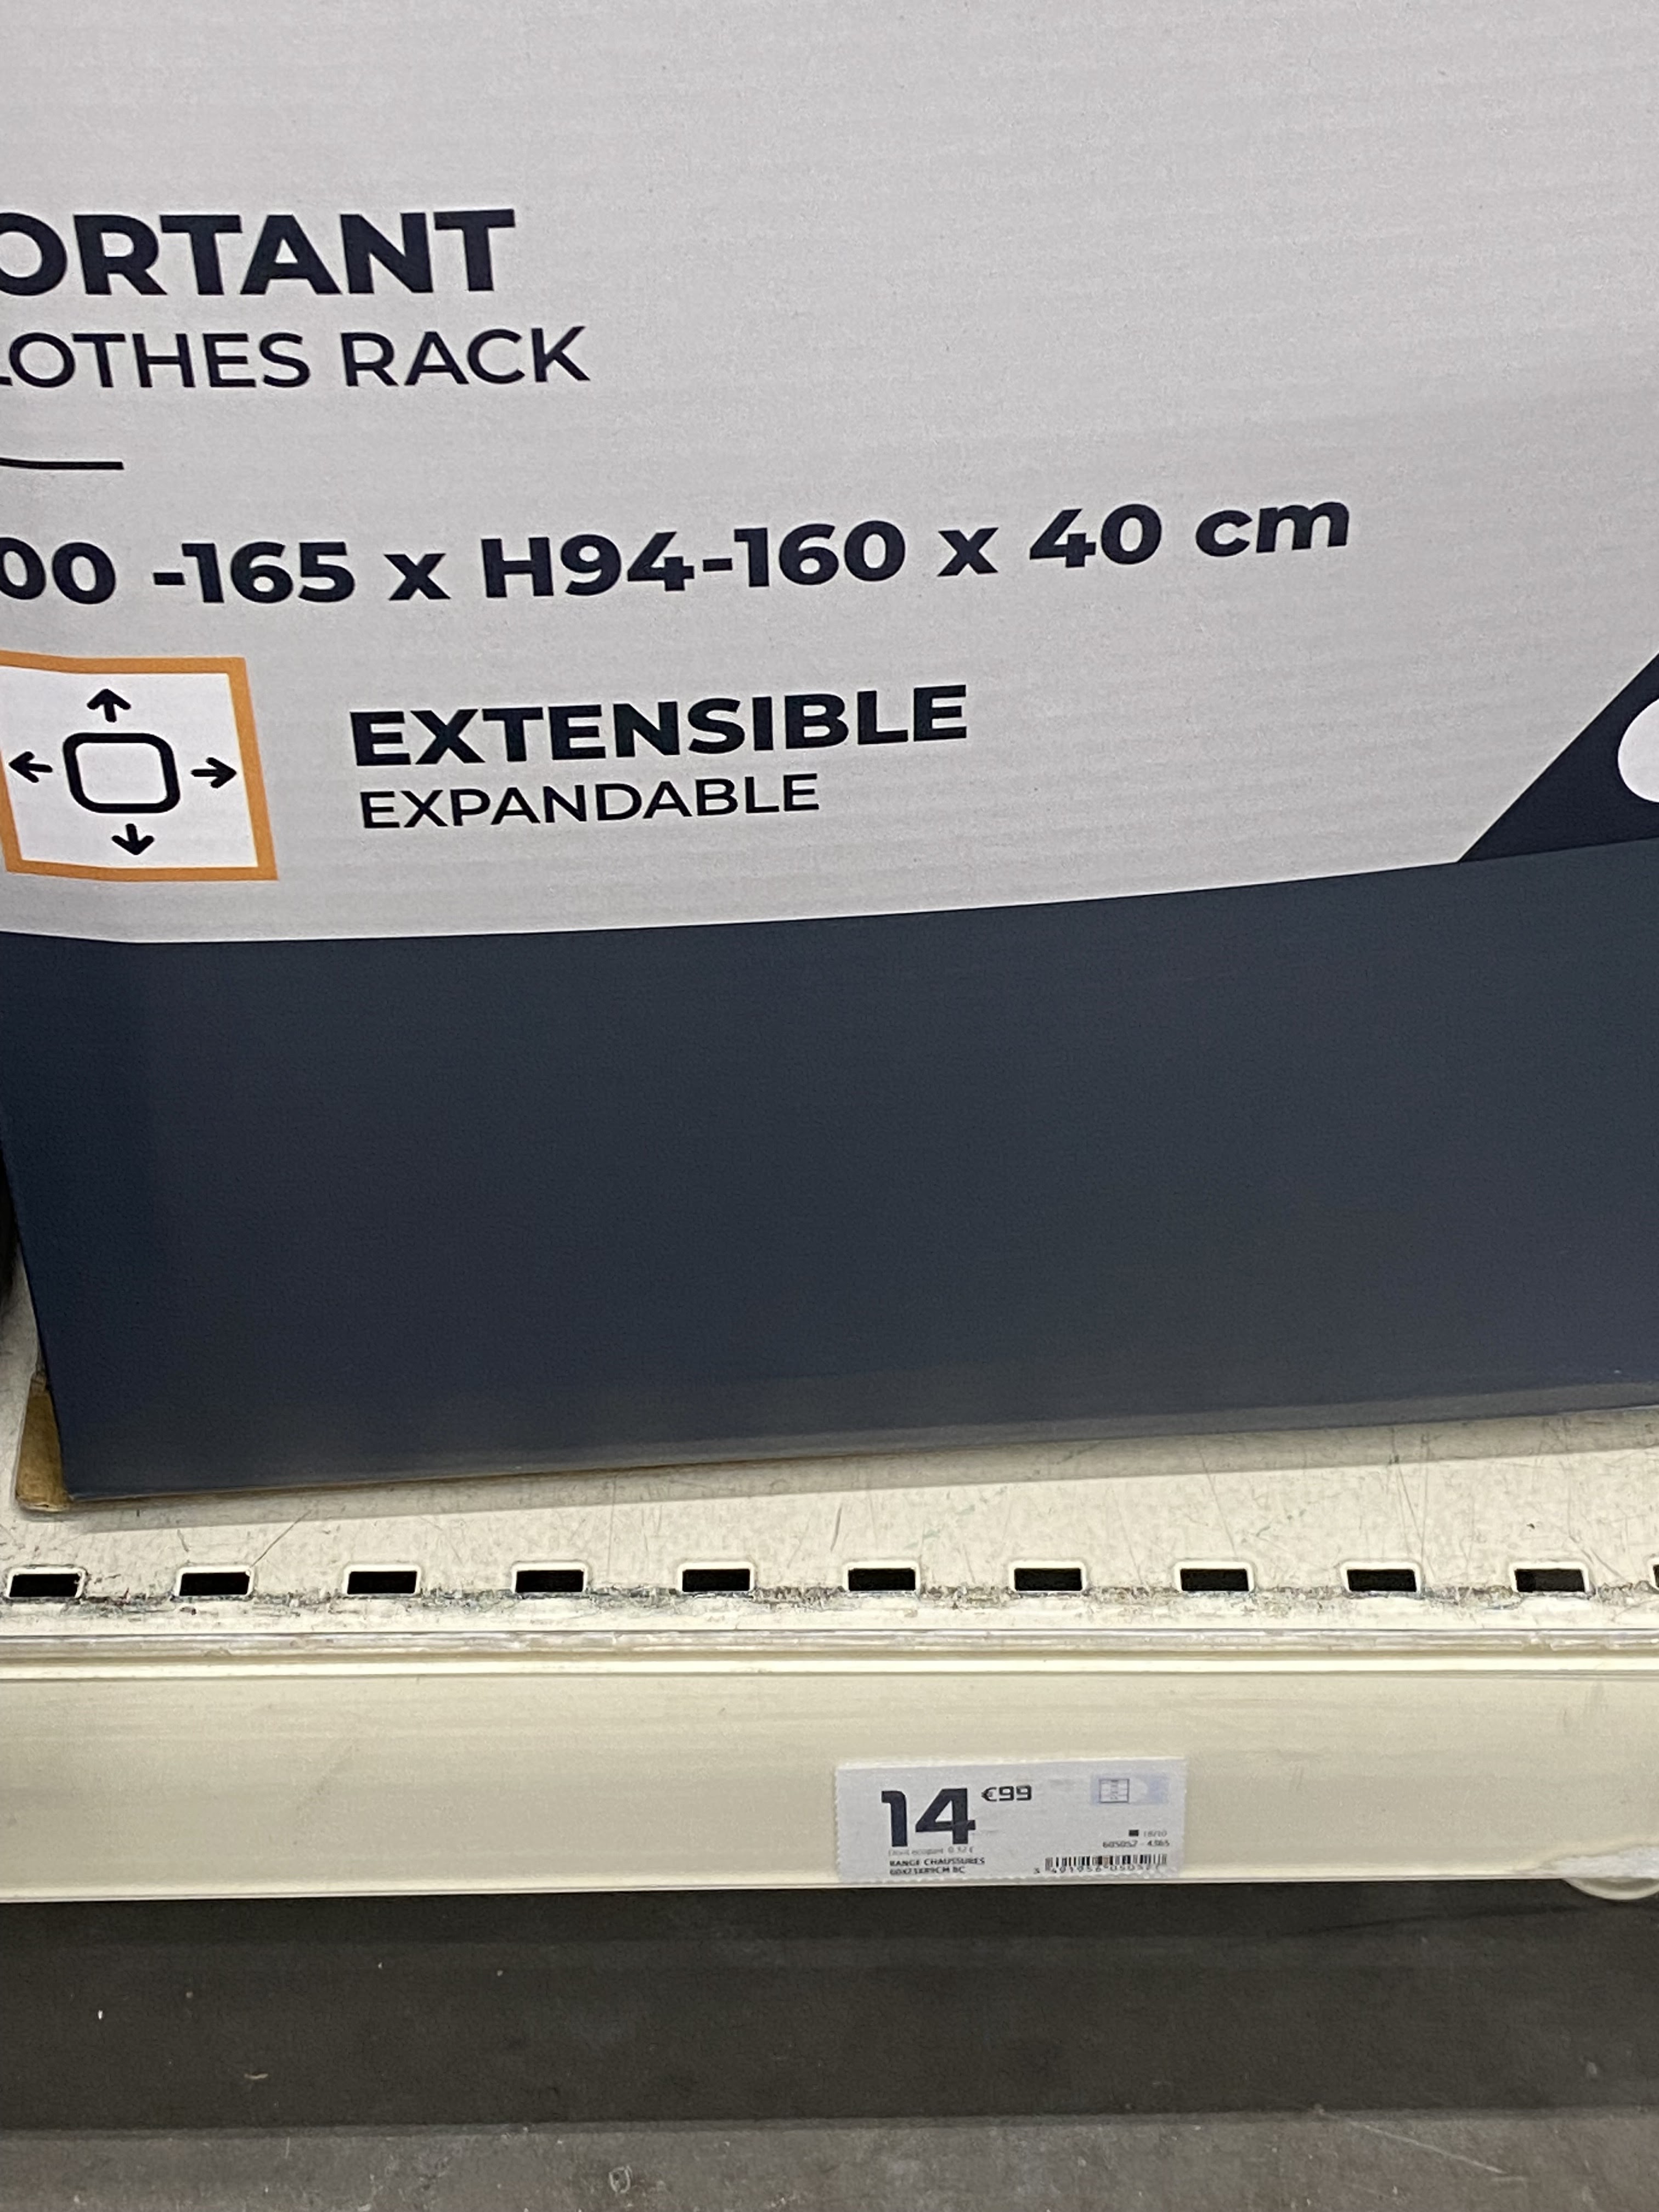 ORTANT
LOTHES RACK
00 -165 x H94-160 x 40 cm
EXTENSIBLE
EXPANDABLE
14 €99
RANGE CHAUSSURES